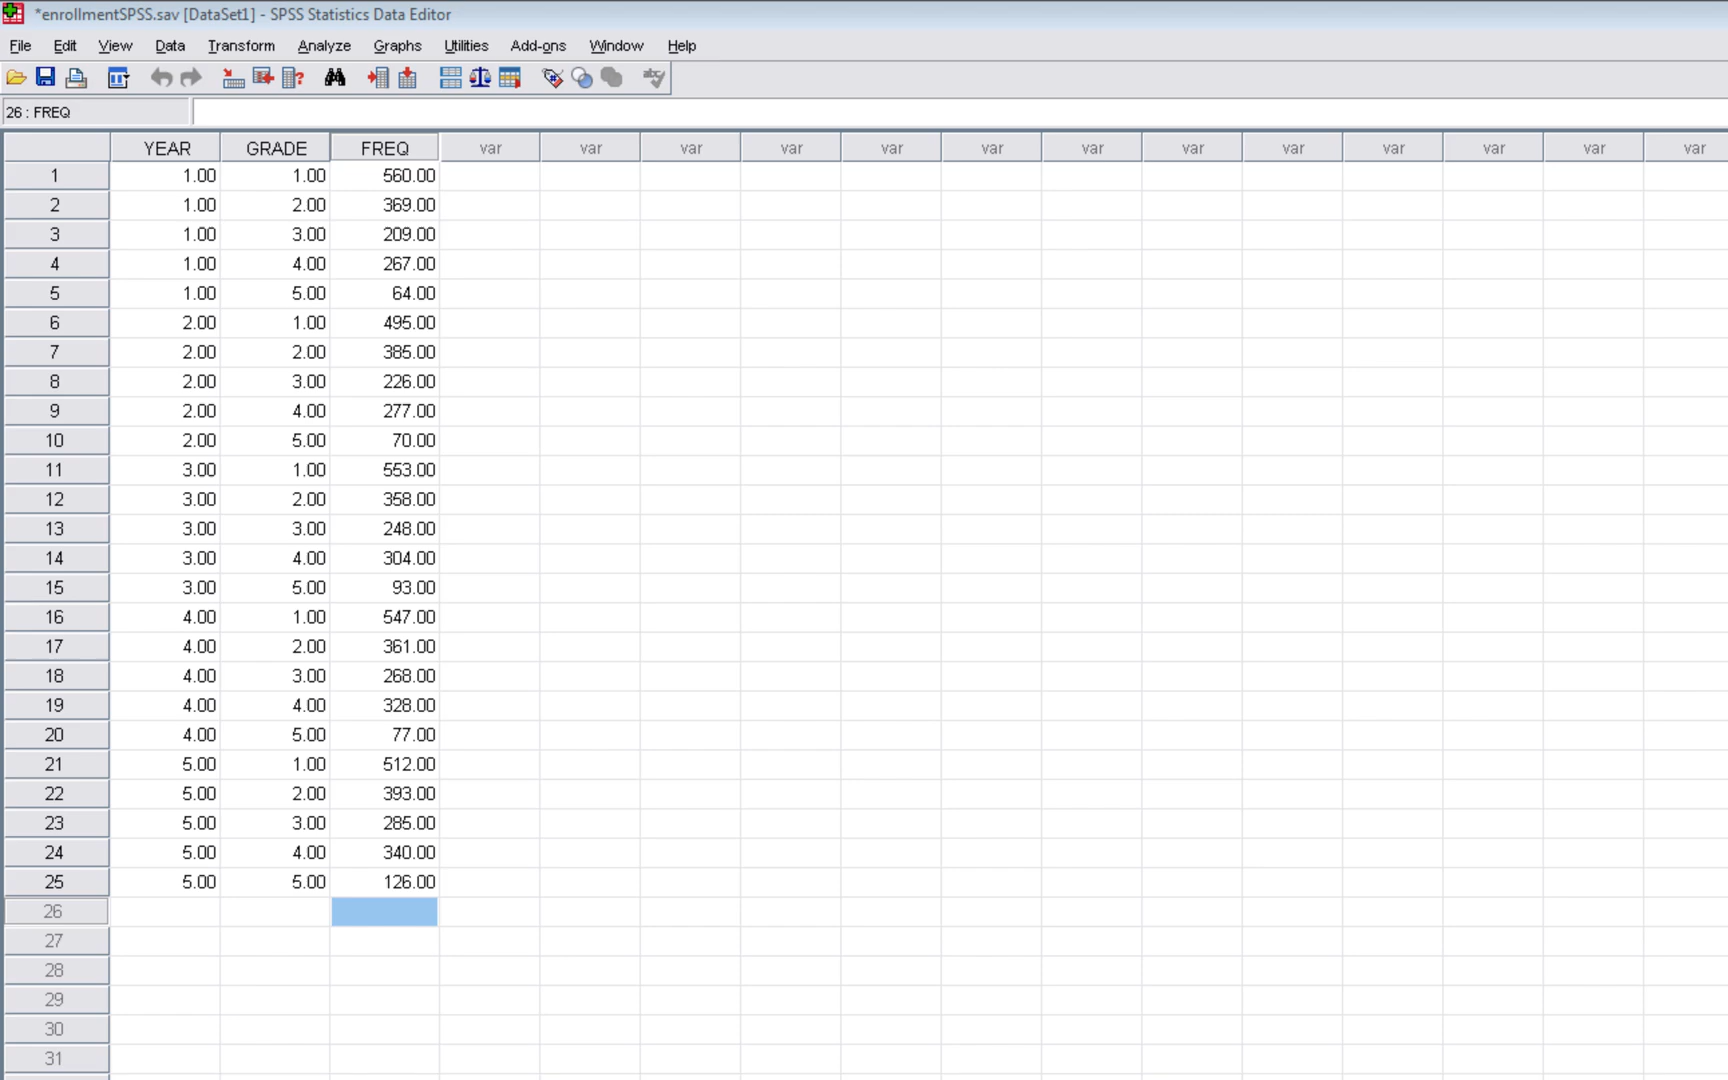 *enrollmentSPSS.sav [DataSet1] - SPSS Statistics Data Editor
File Edit View Data Transform Analyze Graphs Utilities Add-ons Window Help
26 : FREQ
YEAR GRADE FREQ var var var var var var var var var var var var var
1 1.00 1.00 560.00
2 1.00 2.00 369.00
3 1.00 3.00 209.00
4 1.00 4.00 267.00
5 1.00 5.00 64.00
6 2.00 1.00 495.00
7 2.00 2.00 385.00
8 2.00 3.00 226.00
9 2.00 4.00 277.00
10 2.00 5.00 70.00
11 3.00 1.00 553.00
12 3.00 2.00 358.00
13 3.00 3.00 248.00
14 3.00 4.00 304.00
15 3.00 5.00 93.00
16 4.00 1.00 547.00
17 4.00 2.00 361.00
18 4.00 3.00 268.00
19 4.00 4.00 328.00
20 4.00 5.00 77.00
21 5.00 1.00 512.00
22 5.00 2.00 393.00
23 5.00 3.00 285.00
24 5.00 4.00 340.00
25 5.00 5.00 126.00
26
27
28
29
30
31